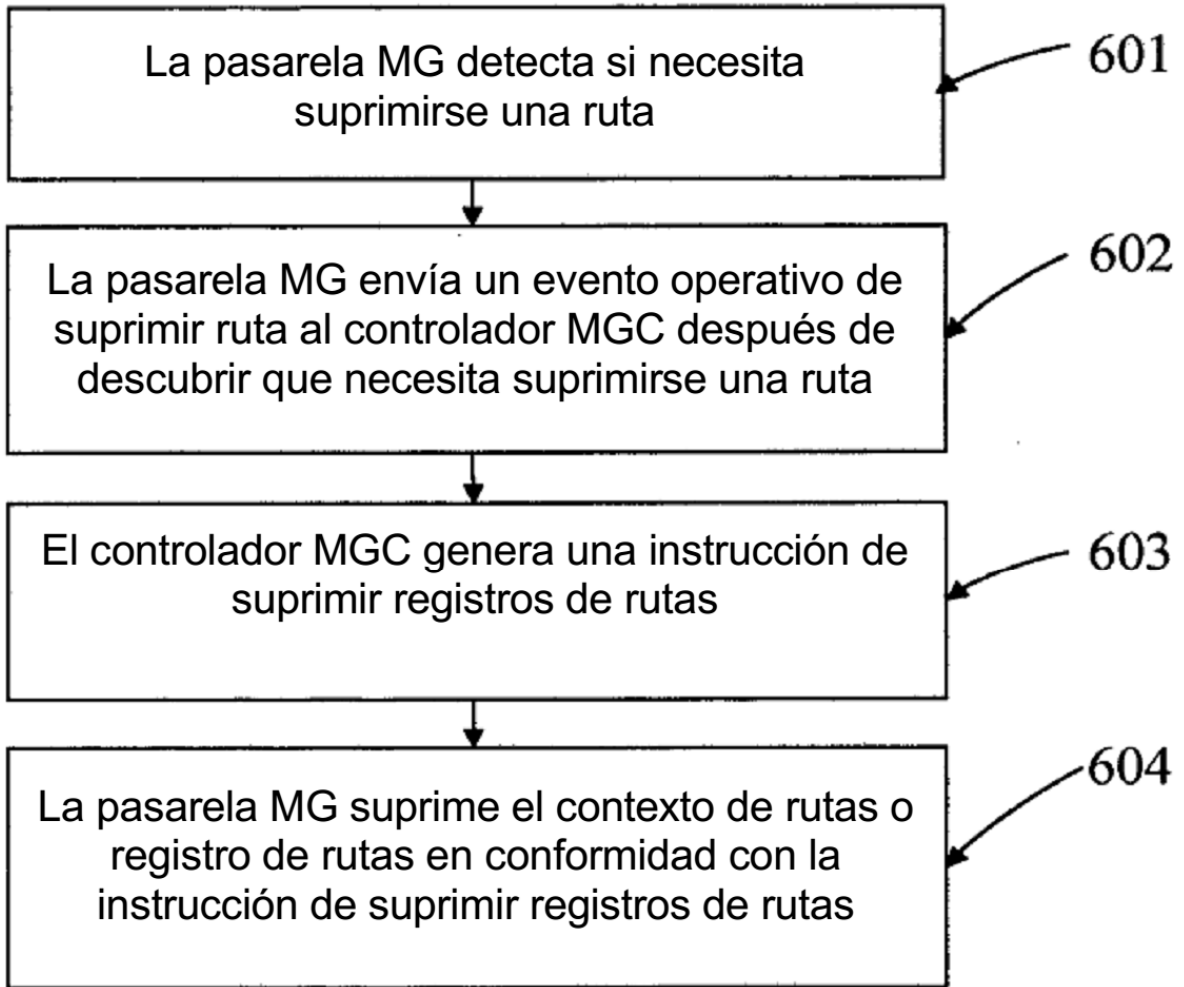 La pasarela MG detecta si necesita
suprimirse una ruta
601
La pasarela MG envía un evento operativo de
suprimir ruta al controlador MGC después de
descubrir que necesita suprimirse una ruta
602
El controlador MGC genera una instrucción de
suprimir registros de rutas
603
La pasarela MG suprime el contexto de rutas o
registro de rutas en conformidad con la
instrucción de suprimir registros de rutas
604